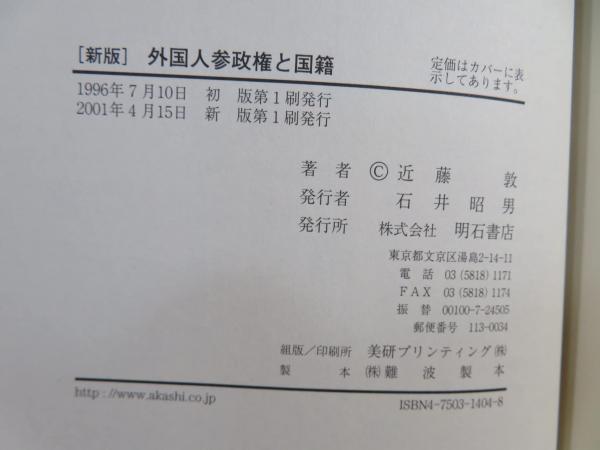 [新版] 外国人参政権と国籍
定価はカバーに表
示してあります。
1996年7月10日 初 版第1刷発行
2001年4月15日 新 版第1刷発行
著者 ©近藤 敦
発行者 石井昭男
発行所 株式会社 明石書店
東京都文京区湯島2-14-11
電話 03 (5818) 1171
FAX 03 (5818) 1174
振替 00100-7-24505
郵便番号 113-0034
組版/印刷所 美研プリンティング㈱
製本 ㈱難波製本
http://www.akashi.co.jp
ISBN4-7503-1404-8